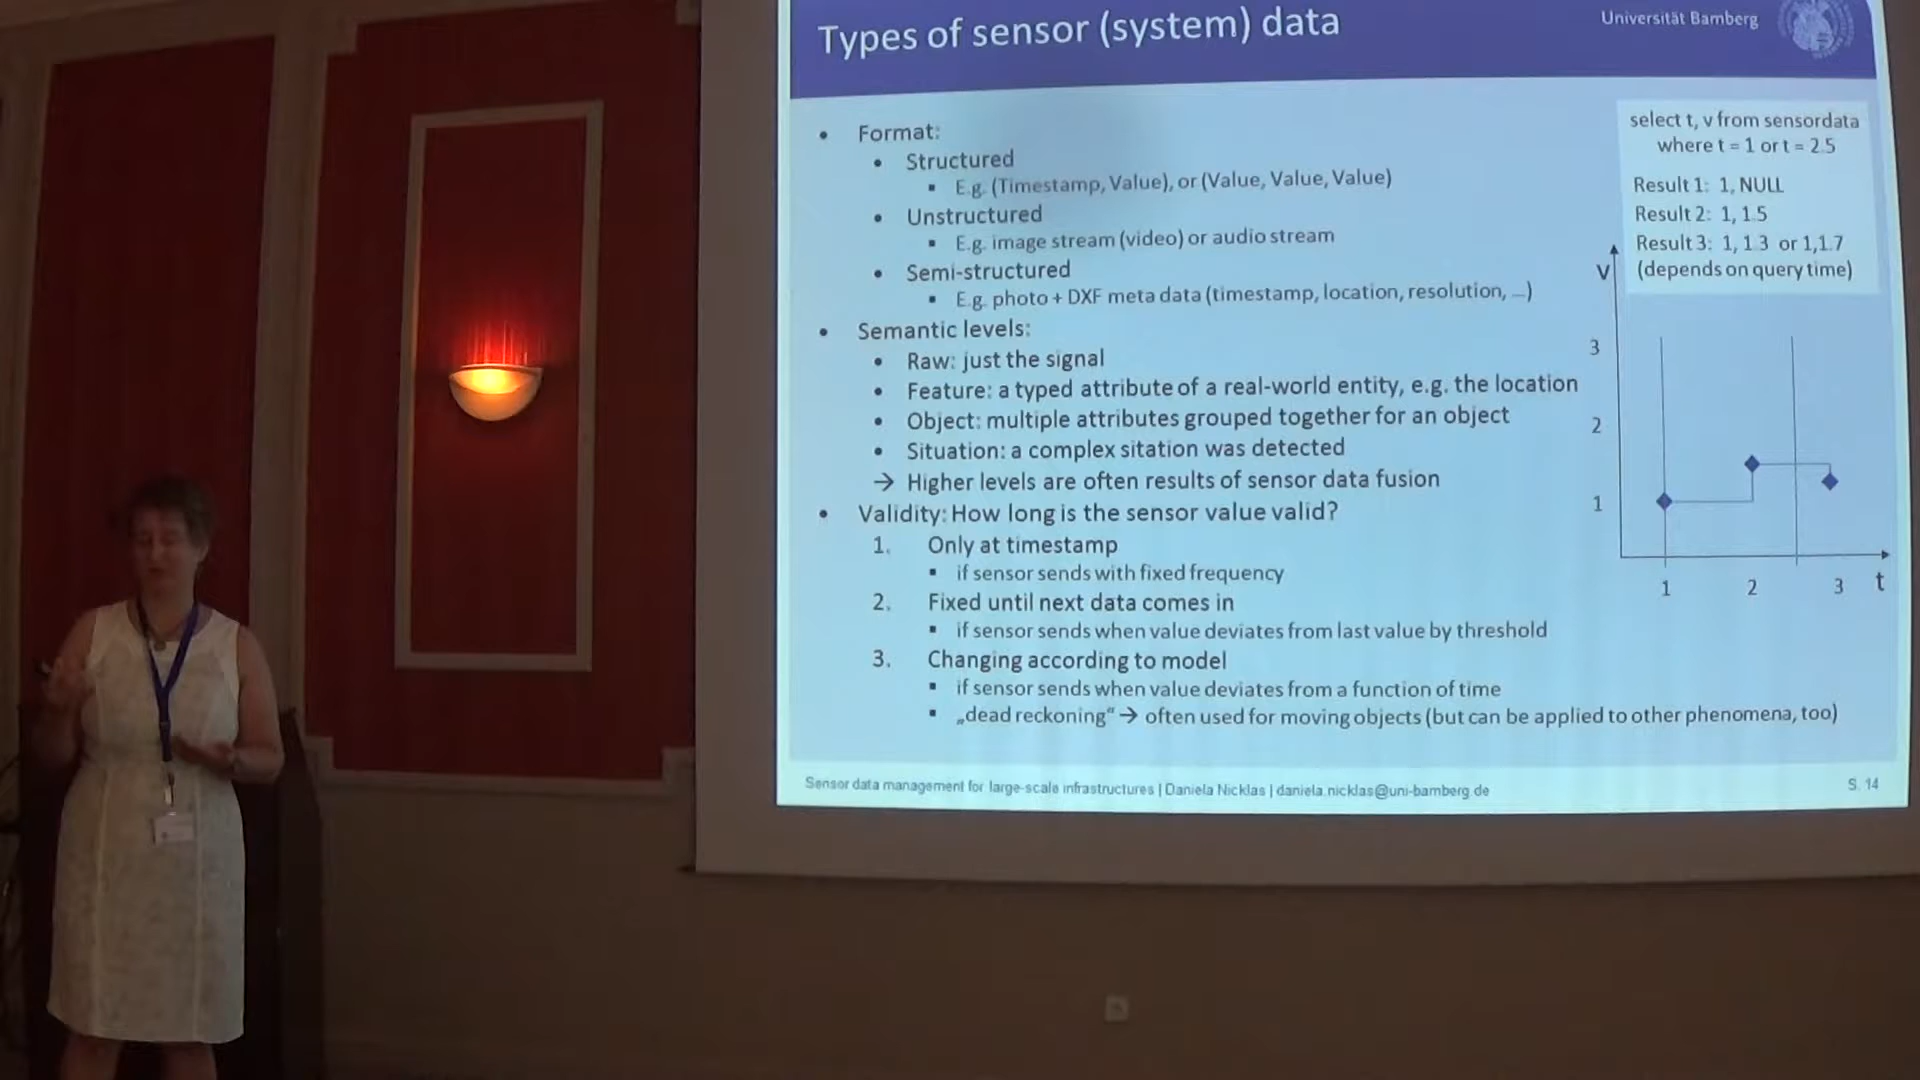 Types of sensor (system) data
Universität Bamberg
• Format:
• Structured
▪ E.g. (Timestamp, Value), or (Value, Value, Value)
• Unstructured
▪ E.g. image stream (video) or audio stream
• Semi-structured
▪ E.g. photo + DXF meta data (timestamp, location, resolution, ...)
• Semantic levels:
• Raw: just the signal
• Feature: a typed attribute of a real-world entity, e.g. the location
• Object: multiple attributes grouped together for an object
• Situation: a complex sitation was detected
→ Higher levels are often results of sensor data fusion
• Validity: How long is the sensor value valid?
1. Only at timestamp
▪ if sensor sends with fixed frequency
2. Fixed until next data comes in
▪ if sensor sends when value deviates from last value by threshold
3. Changing according to model
▪ if sensor sends when value deviates from a function of time
▪ „dead reckoning“ → often used for moving objects (but can be applied to other phenomena, too)
select t, v from sensordata
where t = 1 or t = 2.5
Result 1: 1, NULL
Result 2: 1, 1.5
Result 3: 1, 1.3 or 1,1.7
(depends on query time)
v
3
2
1
1 2 3 t
Sensor data management for large-scale infrastructures | Daniela Nicklas | daniela.nicklas@uni-bamberg.de
S. 14